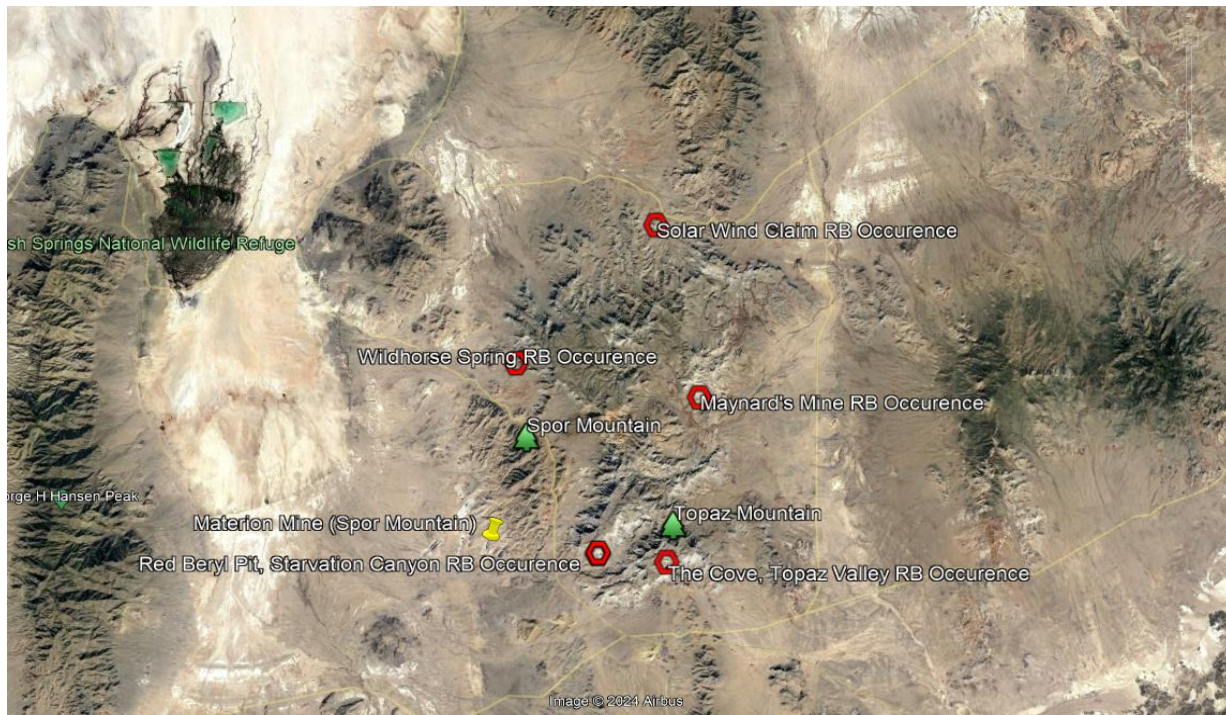 Solar Wind Claim RB Occurence
sh Springs National Wildlife Refuge
Wildhorse Spring RB Occurence
Maynard's Mine RB Occurence
Spor Mountain
orge H Hansen Peak
Topaz Mountain
Materion Mine (Spor Mountain)
Red Beryl Pit, Starvation Canyon RB Occurence
The Cove, Topaz Valley RB Occurence
Image © 2024 Airbus